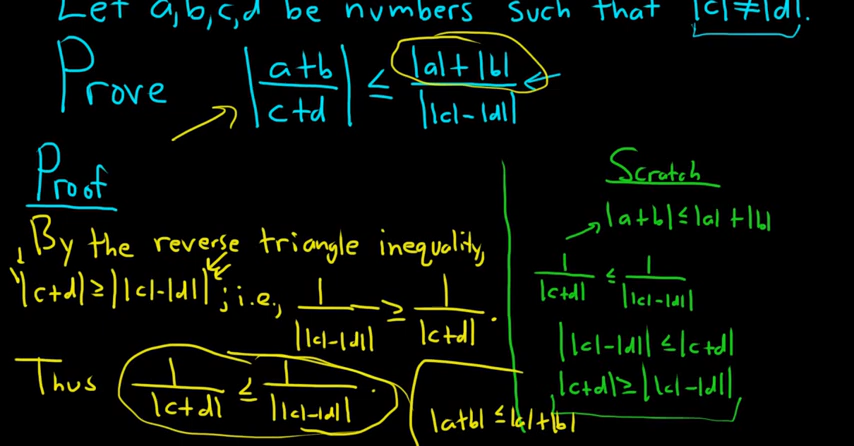 Let a,b,c,d be numbers such that |c|≠|d|.
Prove |a+b / c+d| ≤ |a|+|b| / ||c|-|d||
Proof
By the reverse triangle inequality,
|c+d| ≥ ||c|-|d||; i.e., 1 / ||c|-|d|| ≥ 1 / |c+d|.
Thus 1 / |c+d| ≤ 1 / ||c|-|d||.
|a+b| ≤ |a|+|b|
Scratch
|a+b| ≤ |a|+|b|
1 / |c+d| ≤ 1 / ||c|-|d||
||c|-|d|| ≤ |c+d|
|c+d| ≥ ||c|-|d||